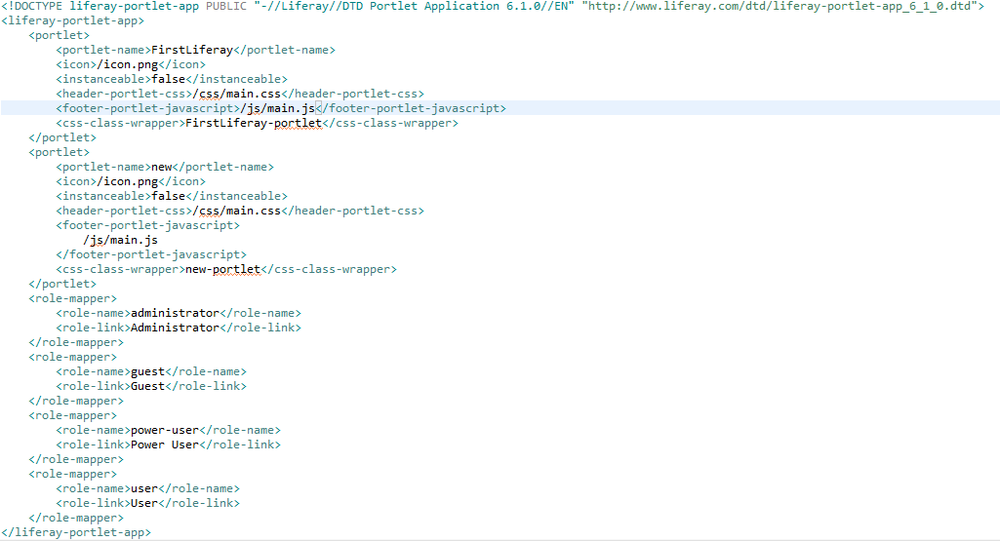 <!DOCTYPE liferay-portlet-app PUBLIC "-//Liferay//DTD Portlet Application 6.1.0//EN" "http://www.liferay.com/dtd/liferay-portlet-app_6_1_0.dtd">
<liferay-portlet-app>
    <portlet>
        <portlet-name>FirstLiferay</portlet-name>
        <icon>/icon.png</icon>
        <instanceable>false</instanceable>
        <header-portlet-css>/css/main.css</header-portlet-css>
        <footer-portlet-javascript>/js/main.js</footer-portlet-javascript>
        <css-class-wrapper>FirstLiferay-portlet</css-class-wrapper>
    </portlet>
    <portlet>
        <portlet-name>new</portlet-name>
        <icon>/icon.png</icon>
        <instanceable>false</instanceable>
        <header-portlet-css>/css/main.css</header-portlet-css>
        <footer-portlet-javascript>
            /js/main.js
        </footer-portlet-javascript>
        <css-class-wrapper>new-portlet</css-class-wrapper>
    </portlet>
    <role-mapper>
        <role-name>administrator</role-name>
        <role-link>Administrator</role-link>
    </role-mapper>
    <role-mapper>
        <role-name>guest</role-name>
        <role-link>Guest</role-link>
    </role-mapper>
    <role-mapper>
        <role-name>power-user</role-name>
        <role-link>Power User</role-link>
    </role-mapper>
    <role-mapper>
        <role-name>user</role-name>
        <role-link>User</role-link>
    </role-mapper>
</liferay-portlet-app>